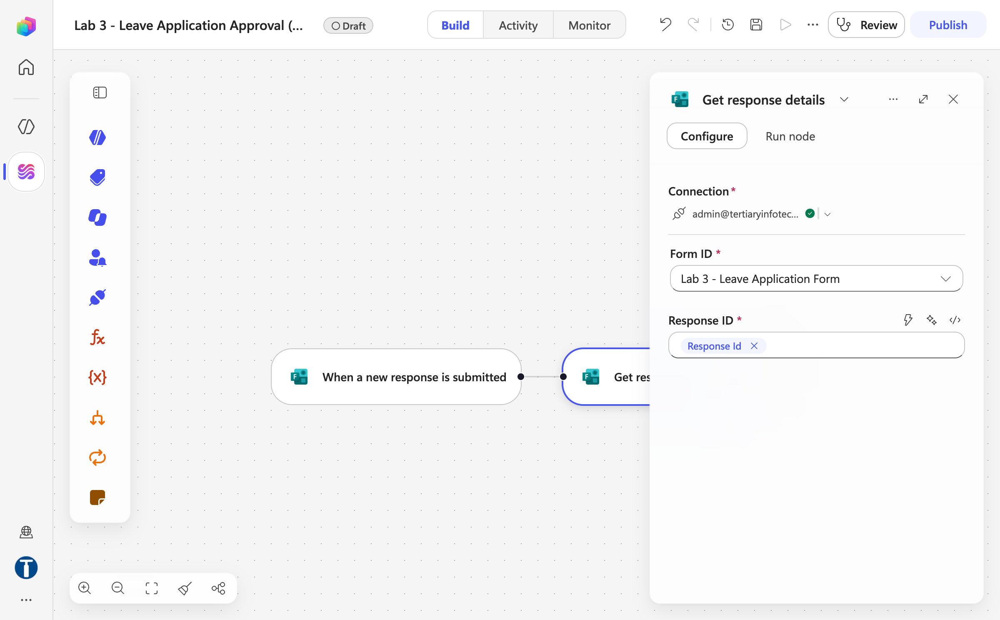 Lab 3 - Leave Application Approval (...
Draft
Build
Activity
Monitor
Review
Publish
Get response details
Configure
Run node
Connection *
admin@tertiaryinfotec...
Form ID *
Lab 3 - Leave Application Form
Response ID *
Response Id
When a new response is submitted
Get res